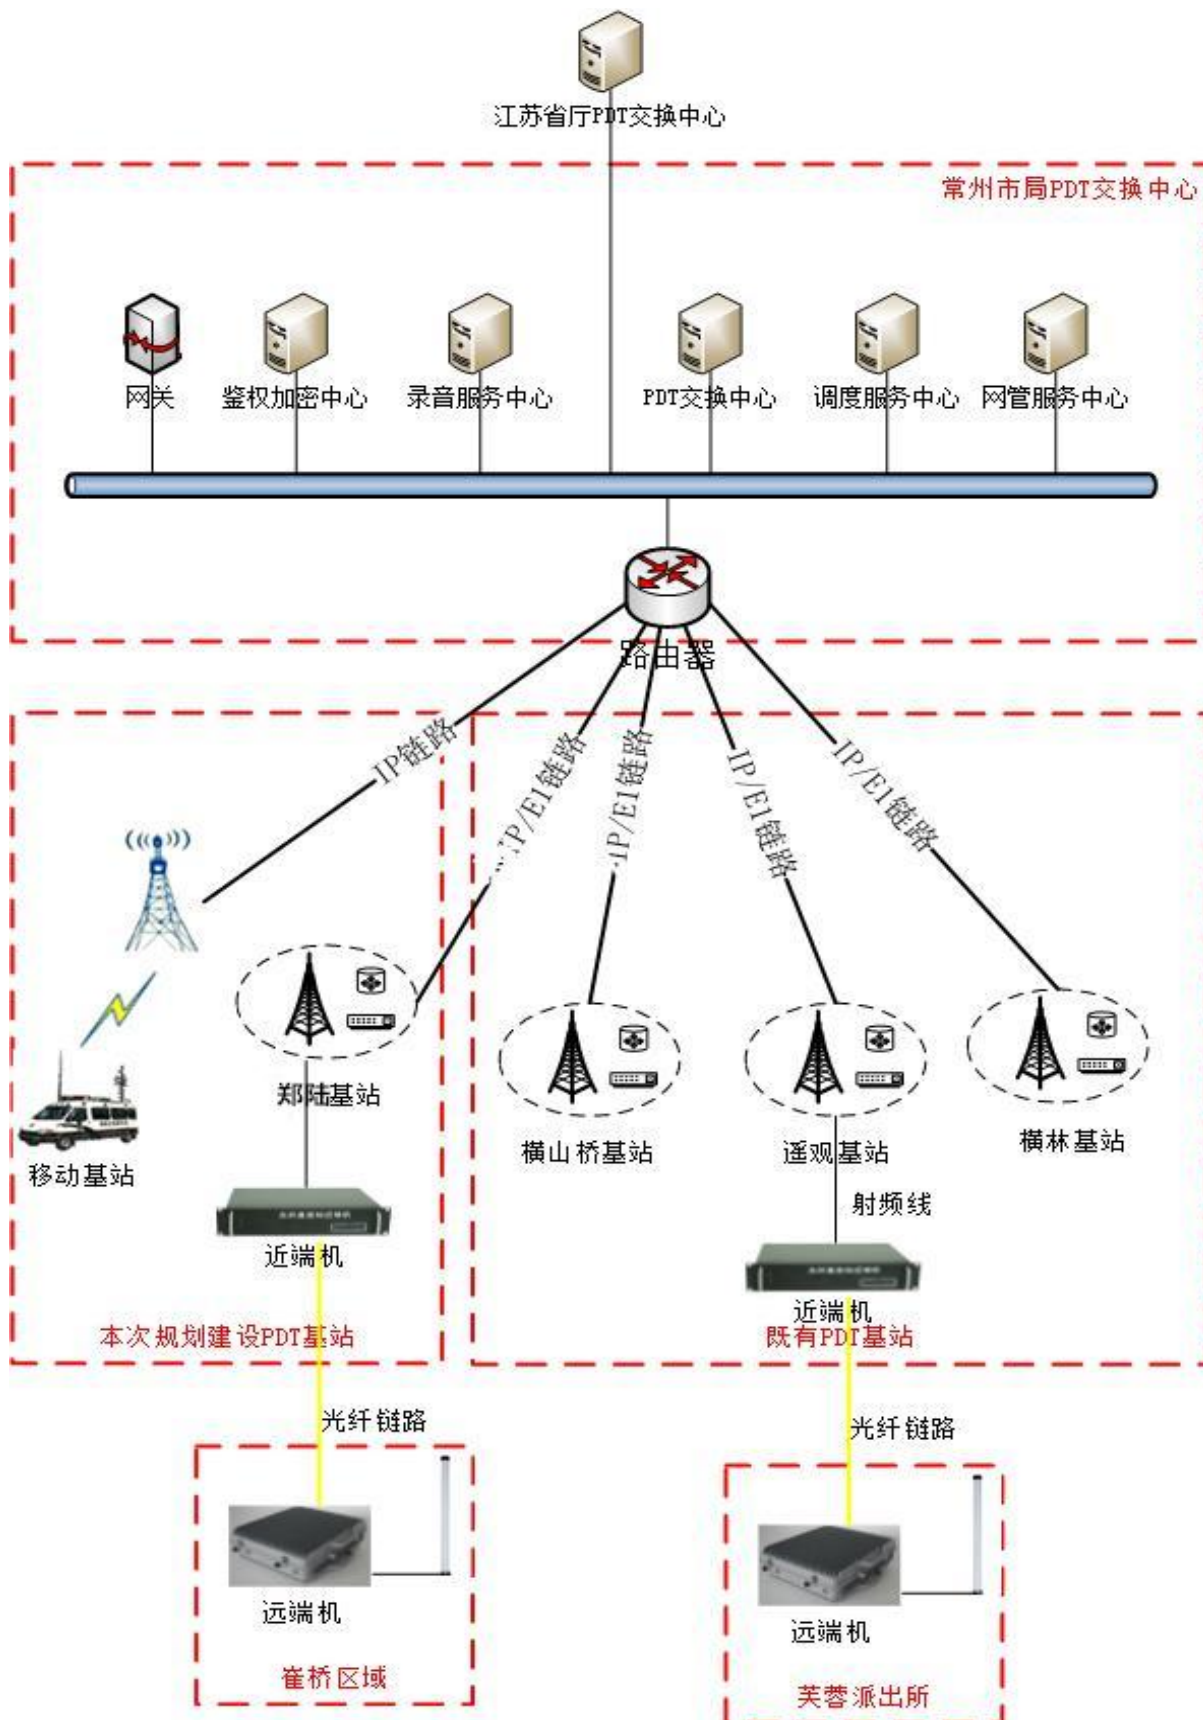 江苏省厅PDT交换中心
常州市局PDT交换中心
网关
鉴权加密中心
录音服务中心
PDT交换中心
调度服务中心
网管服务中心
路由器
IP链路
IP/E1链路
IP/E1链路
IP/E1链路
IP/E1链路
郑陆基站
移动基站
横山桥基站
遥观基站
横林基站
射频线
近端机
近端机
本次规划建设PDT基站
既有PDT基站
光纤链路
光纤链路
远端机
远端机
崔桥区域
芙蓉派出所